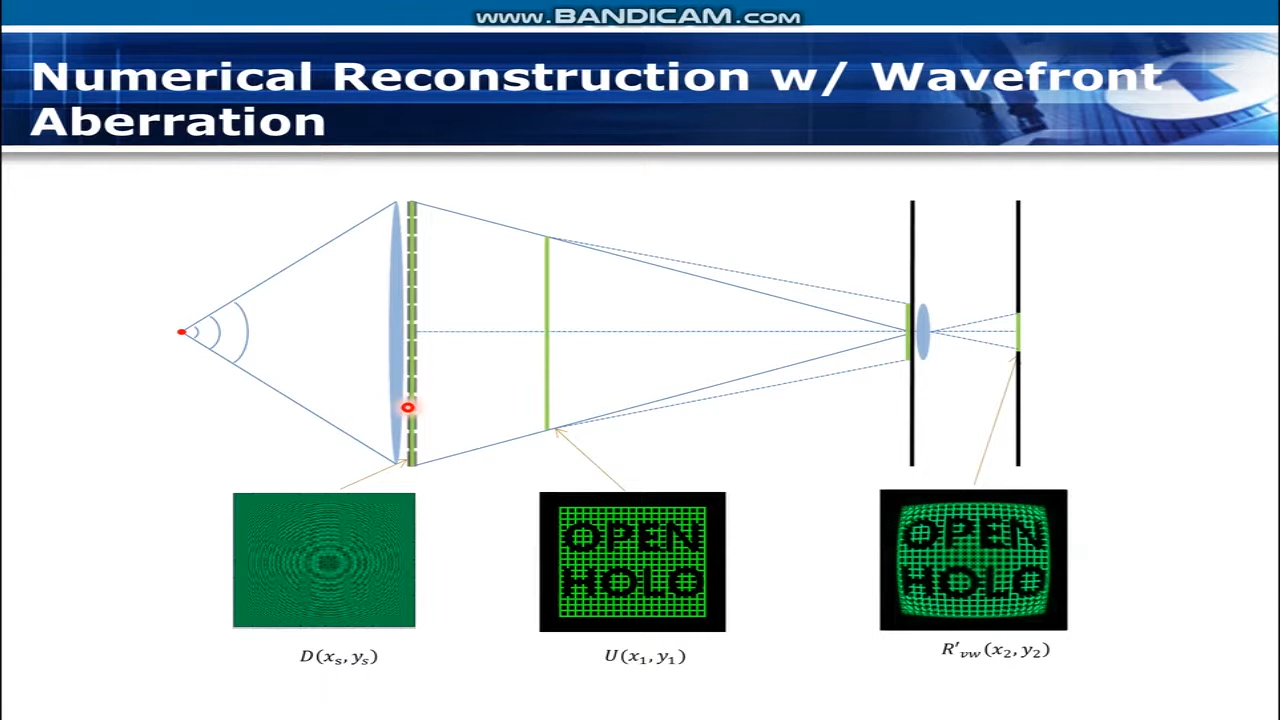 www.BANDICAM.com
Numerical Reconstruction w/ Wavefront
Aberration
OPEN
HOLO
OPEN
HOLO
D(xₛ, yₛ)
U(x₁, y₁)
R′ᵥw(x₂, y₂)